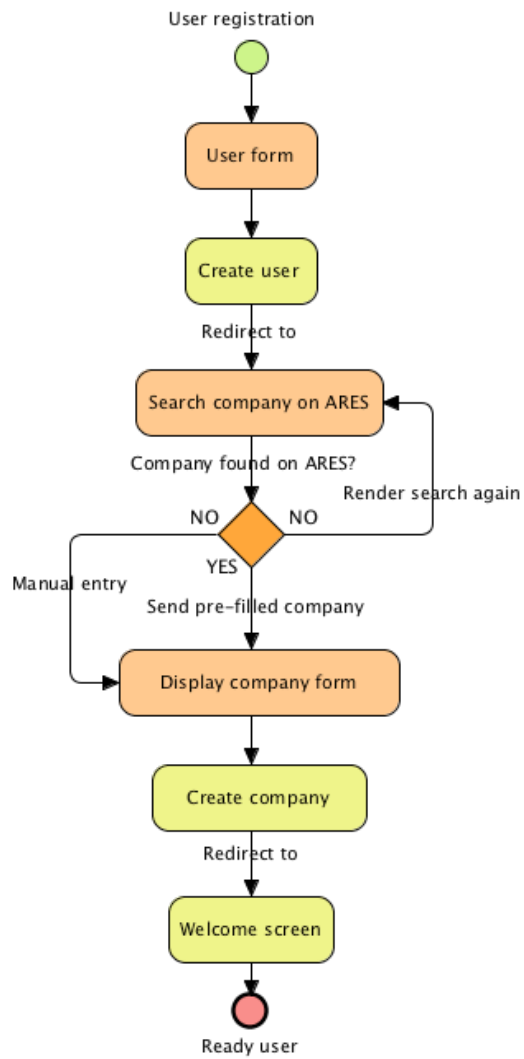 User registration
User form
Create user
Redirect to
Search company on ARES
Company found on ARES?
Render search again
NO
NO
YES
Manual entry
Send pre-filled company
Display company form
Create company
Redirect to
Welcome screen
Ready user